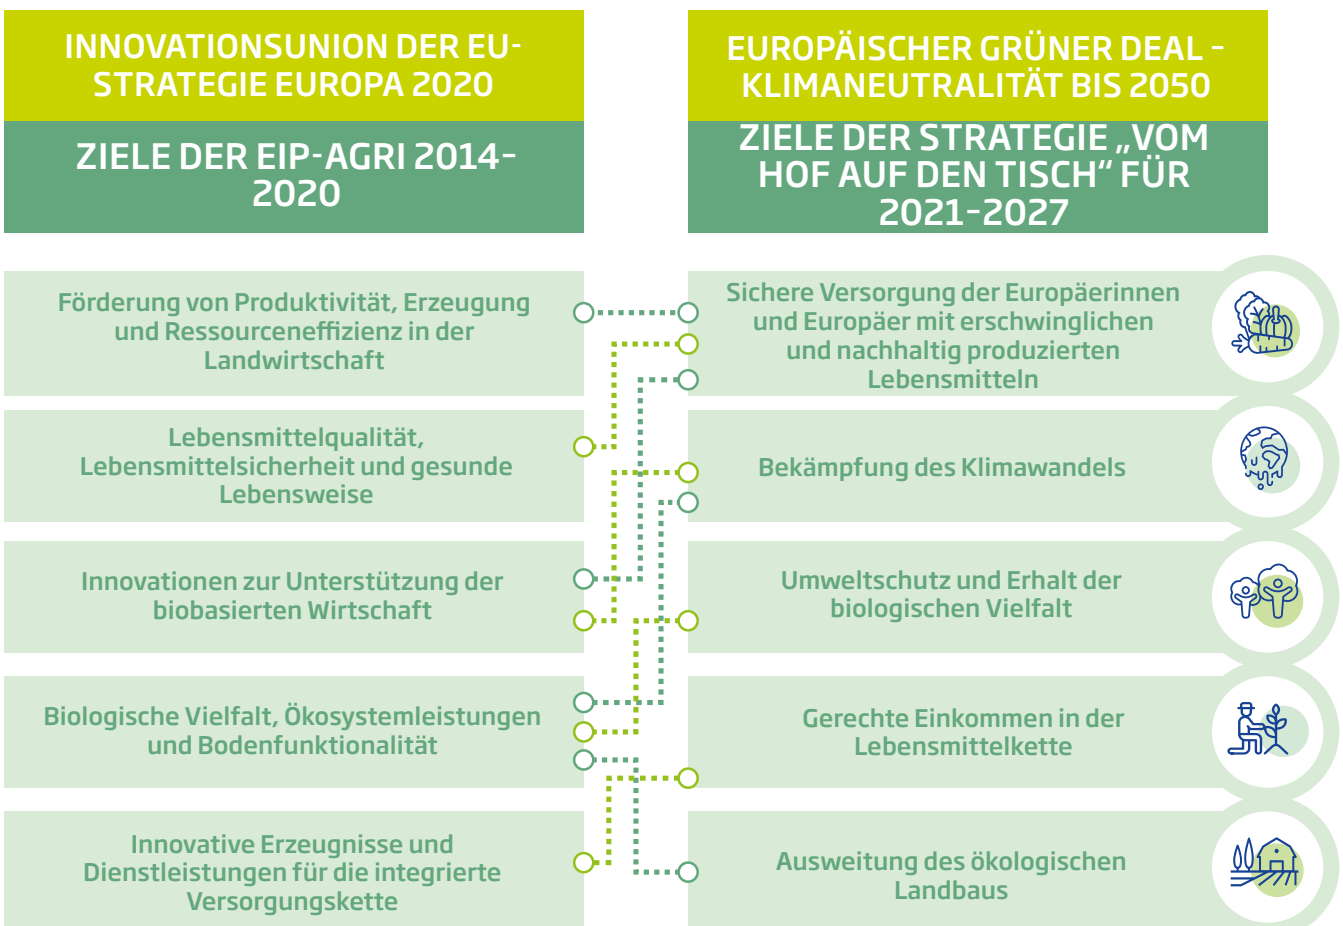 INNOVATIONSUNION DER EU-
STRATEGIE EUROPA 2020
ZIELE DER EIP-AGRI 2014–
2020
Förderung von Produktivität, Erzeugung
und Ressourceneffizienz in der
Landwirtschaft
Lebensmittelqualität,
Lebensmittelsicherheit und gesunde
Lebensweise
Innovationen zur Unterstützung der
biobasierten Wirtschaft
Biologische Vielfalt, Ökosystemleistungen
und Bodenfunktionalität
Innovative Erzeugnisse und
Dienstleistungen für die integrierte
Versorgungskette
EUROPÄISCHER GRÜNER DEAL –
KLIMANEUTRALITÄT BIS 2050
ZIELE DER STRATEGIE „VOM
HOF AUF DEN TISCH“ FÜR
2021–2027
Sichere Versorgung der Europäerinnen
und Europäer mit erschwinglichen
und nachhaltig produzierten
Lebensmitteln
Bekämpfung des Klimawandels
Umweltschutz und Erhalt der
biologischen Vielfalt
Gerechte Einkommen in der
Lebensmittelkette
Ausweitung des ökologischen
Landbaus